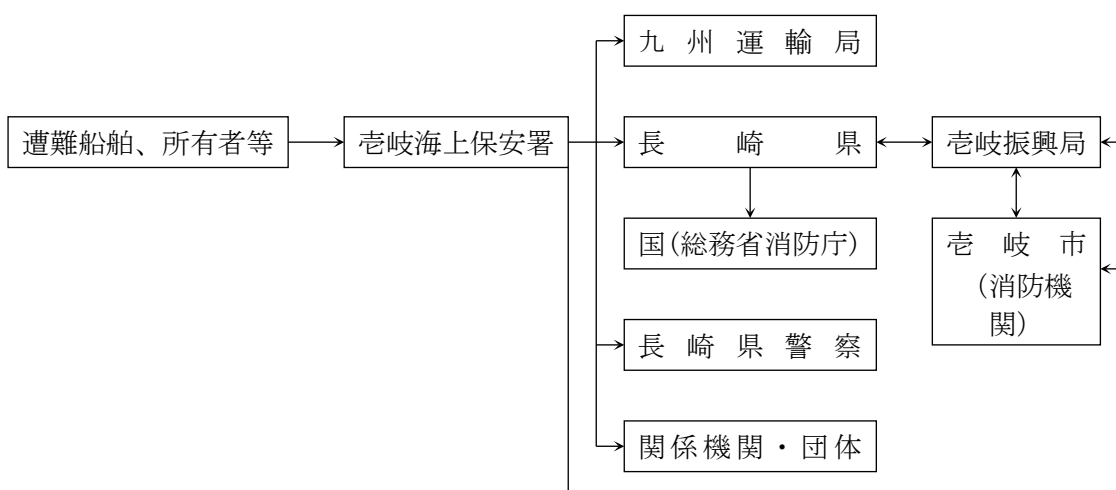 九州運輸局
遭難船舶、所有者等
壱岐海上保安署
長崎県
壱岐振興局
国(総務省消防庁)
壱岐市
(消防機
関)
長崎県警察
関係機関・団体